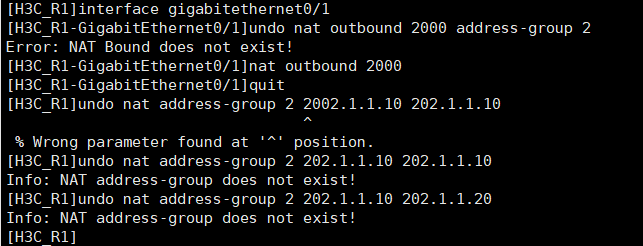 [H3C_R1]interface gigabitethernet0/1
[H3C_R1-GigabitEthernet0/1]undo nat outbound 2000 address-group 2
Error: NAT Bound does not exist!
[H3C_R1-GigabitEthernet0/1]nat outbound 2000
[H3C_R1-GigabitEthernet0/1]quit
[H3C_R1]undo nat address-group 2 2002.1.1.10 202.1.1.10
^
% Wrong parameter found at '^' position.
[H3C_R1]undo nat address-group 2 202.1.1.10 202.1.1.10
Info: NAT address-group does not exist!
[H3C_R1]undo nat address-group 2 202.1.1.10 202.1.1.20
Info: NAT address-group does not exist!
[H3C_R1]